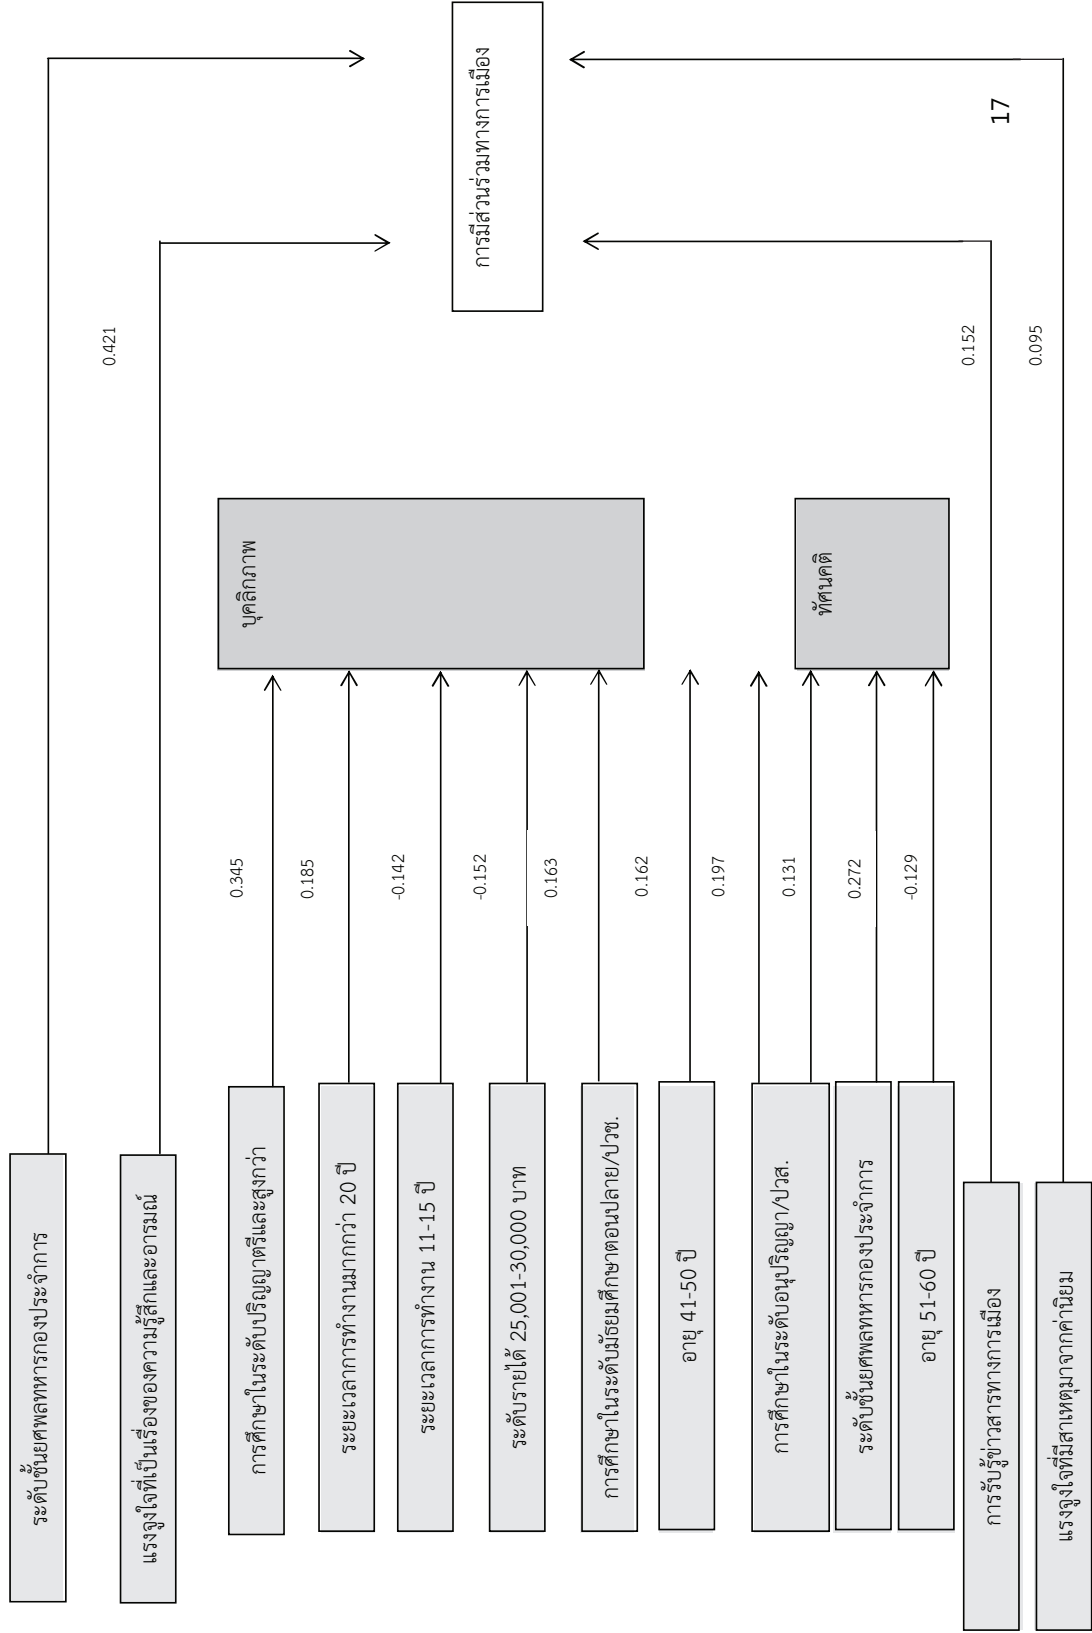 ระดับชั้นยศพลทหารกองประจำการ
แรงจูงใจที่เป็นเรื่องของความรู้สึกและอารมณ์
0.421
การศึกษาในระดับปริญญาตรีและสูงกว่า
0.345
ระยะเวลาการทำงานมากกว่า 20 ปี
0.185
ระยะเวลาการทำงาน 11-15 ปี
-0.142
ระดับรายได้ 25,001-30,000 บาท
-0.152
การศึกษาในระดับมัธยมศึกษาตอนปลาย/ปวช.
0.163
อายุ 41-50 ปี
0.162
การศึกษาในระดับอนุปริญญา/ปวส.
0.197
0.131
ระดับชั้นยศพลทหารกองประจำการ
0.272
อายุ 51-60 ปี
-0.129
การรับรู้ข่าวสารทางการเมือง
0.152
แรงจูงใจที่มีสาเหตุมาจากค่านิยม
0.095
บุคลิกภาพ
ทัศนคติ
การมีส่วนร่วมทางการเมือง
17